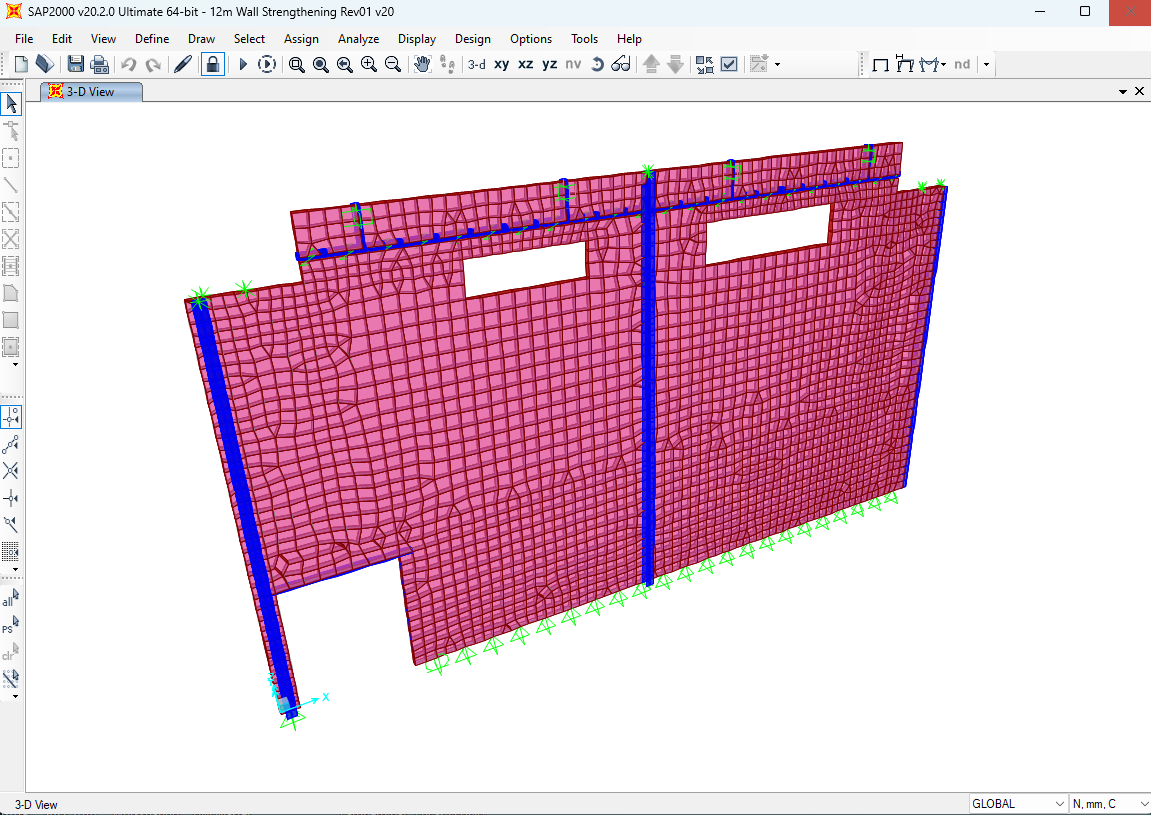 SAP2000 v20.2.0 Ultimate 64-bit - 12m Wall Strengthening Rev01 v20
File Edit View Define Draw Select Assign Analyze Display Design Options Tools Help
3-d xy xz yz nv nd
3-D View
all
PS
clr
X
3-D View GLOBAL N, mm, C